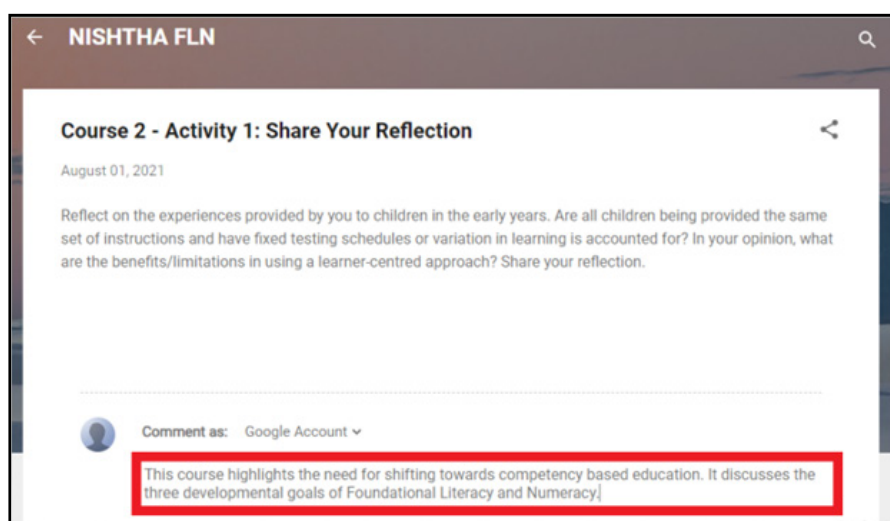 NISHTHA FLN
Course 2 - Activity 1: Share Your Reflection
August 01, 2021
Reflect on the experiences provided by you to children in the early years. Are all children being provided the same
set of instructions and have fixed testing schedules or variation in learning is accounted for? In your opinion, what
are the benefits/limitations in using a learner-centred approach? Share your reflection.
Comment as: Google Account
This course highlights the need for shifting towards competency based education. It discusses the
three developmental goals of Foundational Literacy and Numeracy.